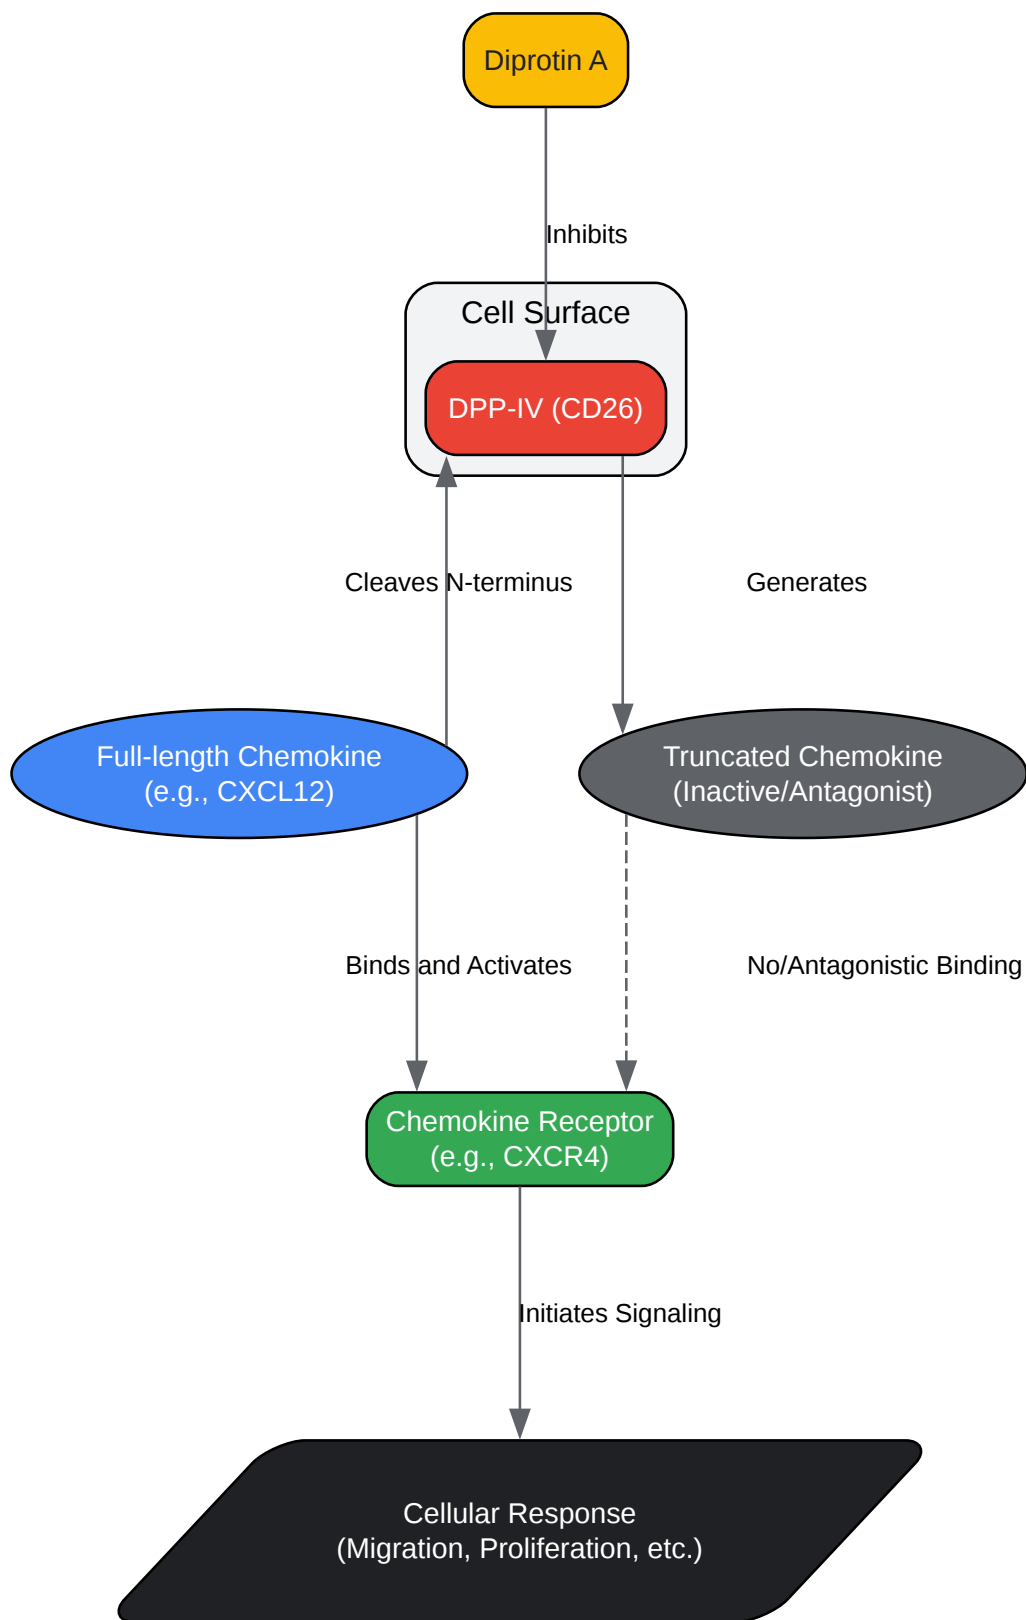 Diprotin A
Inhibits
Cell Surface
DPP-IV (CD26)
Cleaves N-terminus
Generates
Full-length Chemokine
(e.g., CXCL12)
Truncated Chemokine
(Inactive/Antagonist)
Binds and Activates
No/Antagonistic Binding
Chemokine Receptor
(e.g., CXCR4)
Initiates Signaling
Cellular Response
(Migration, Proliferation, etc.)